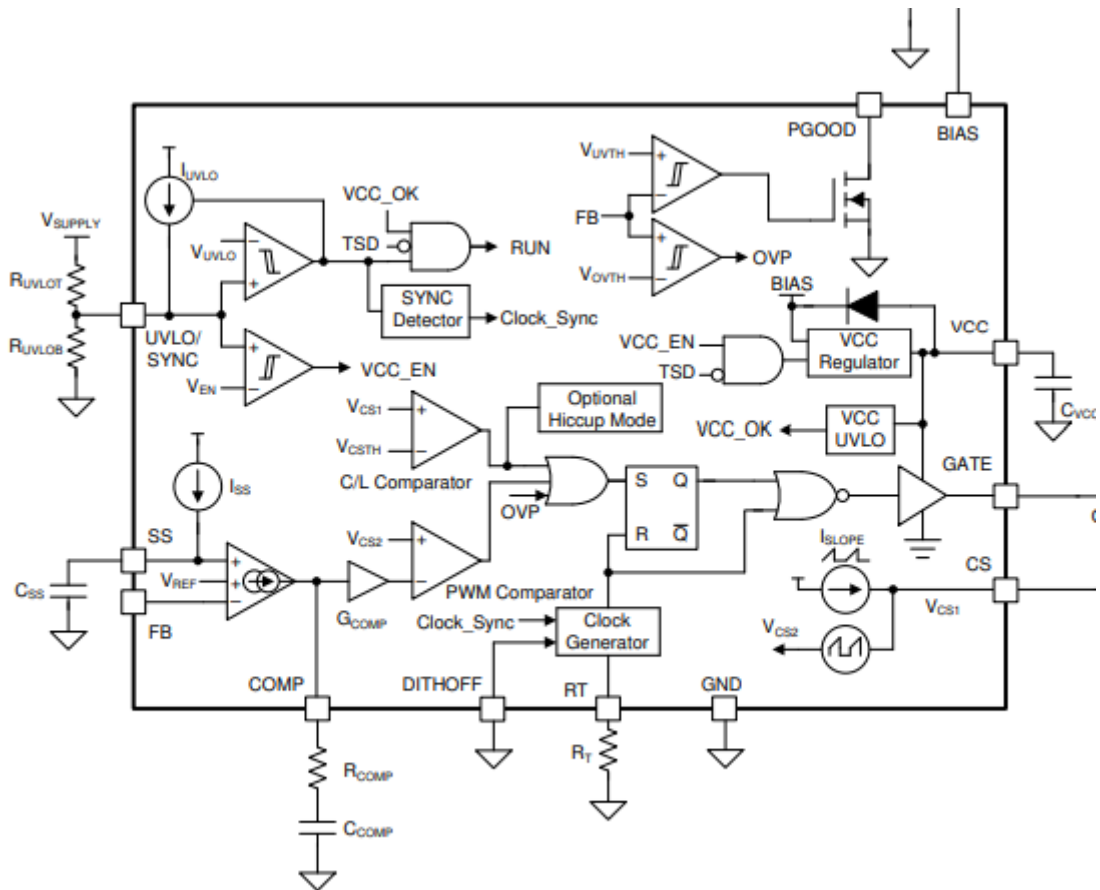 PGOOD
BIAS
IUVLO
VSUPPLY
VCC_OK
VUVLO
TSD
RUN
VUVTH
FB
OVP
VOVTH
RUVLOT
SYNC
Detector
Clock_Sync
UVLO/
SYNC
RUVLOB
VEN
VCC_EN
BIAS
VCC
VCC_EN
VCC
Regulator
TSD
CVCC
VCS1
VCSTH
Optional
Hiccup Mode
C/L Comparator
VCC_OK
VCC
UVLO
GATE
ISS
OVP
S Q
R Q̅
SS
VCS2
ISLOPE
CS
CSS
VREF
FB
GCOMP
PWM Comparator
Clock_Sync
Clock
Generator
VCS1
VCS2
COMP
DITHOFF
RT
GND
RCOMP
RT
CCOMP